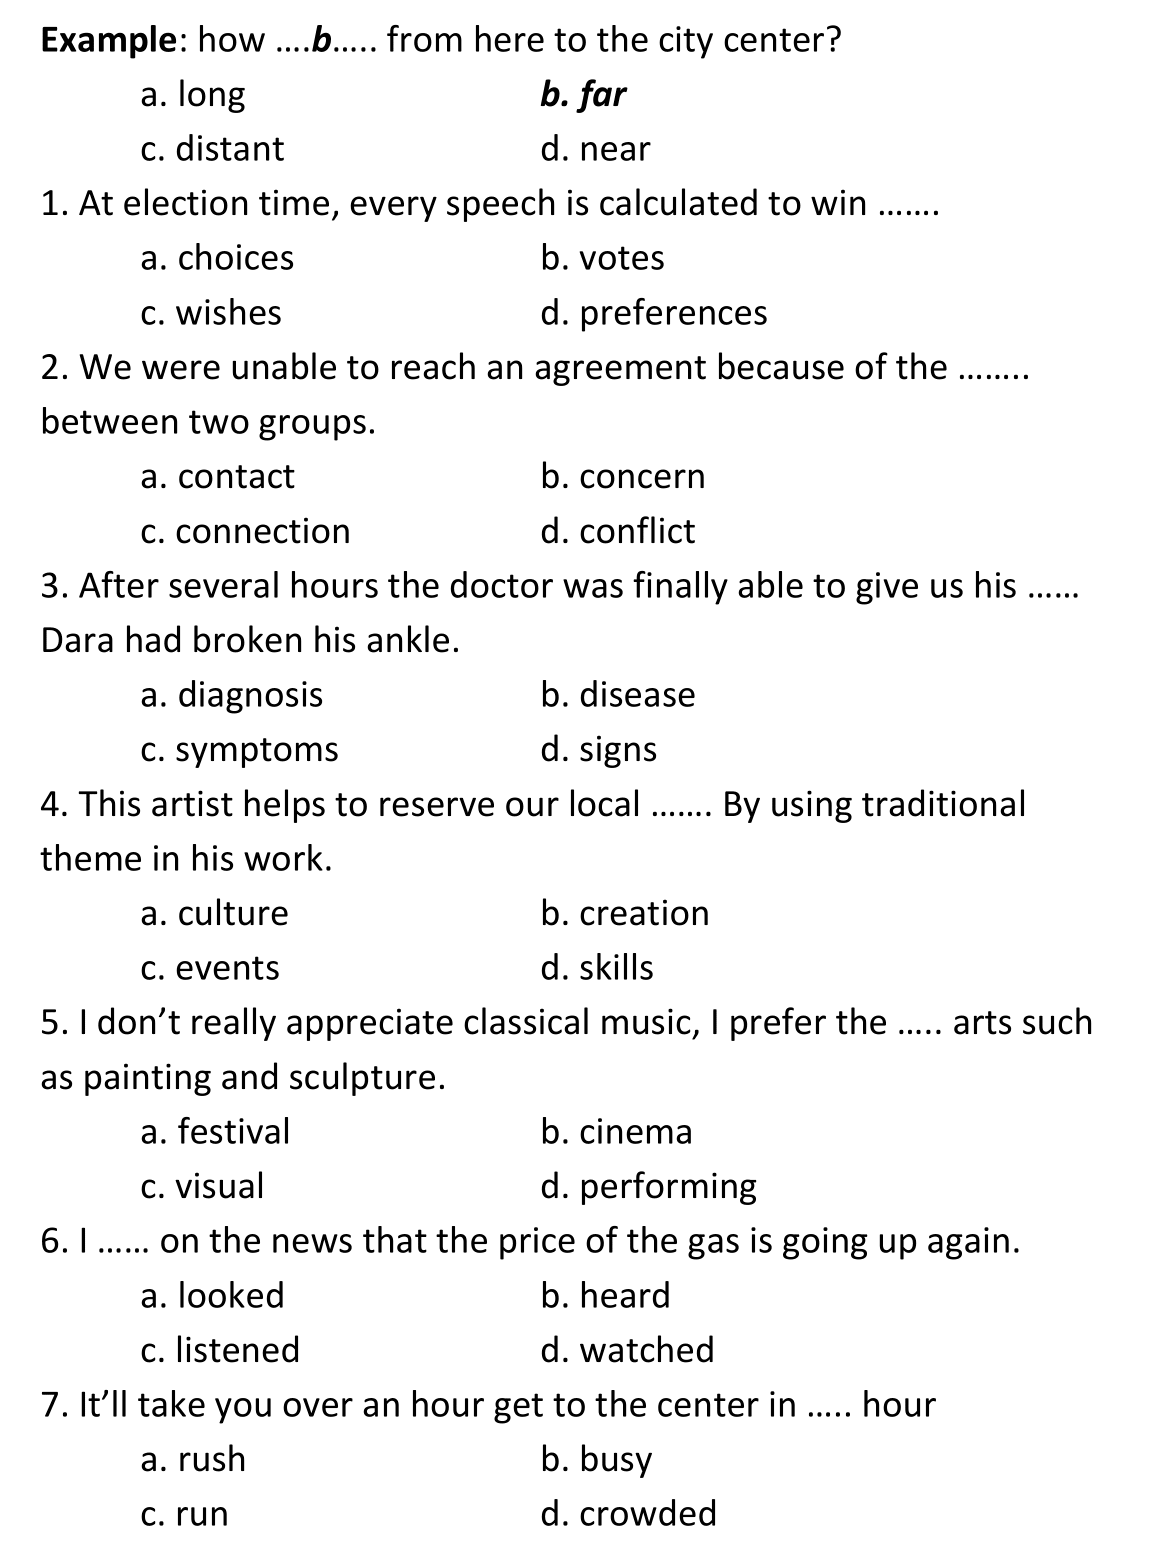 Example: how ....b..... from here to the city center?
a. long b. far
c. distant d. near
1. At election time, every speech is calculated to win .......
a. choices b. votes
c. wishes d. preferences
2. We were unable to reach an agreement because of the ........
between two groups.
a. contact b. concern
c. connection d. conflict
3. After several hours the doctor was finally able to give us his ......
Dara had broken his ankle.
a. diagnosis b. disease
c. symptoms d. signs
4. This artist helps to reserve our local ....... By using traditional
theme in his work.
a. culture b. creation
c. events d. skills
5. I don’t really appreciate classical music, I prefer the ..... arts such
as painting and sculpture.
a. festival b. cinema
c. visual d. performing
6. I ...... on the news that the price of the gas is going up again.
a. looked b. heard
c. listened d. watched
7. It’ll take you over an hour get to the center in ..... hour
a. rush b. busy
c. run d. crowded